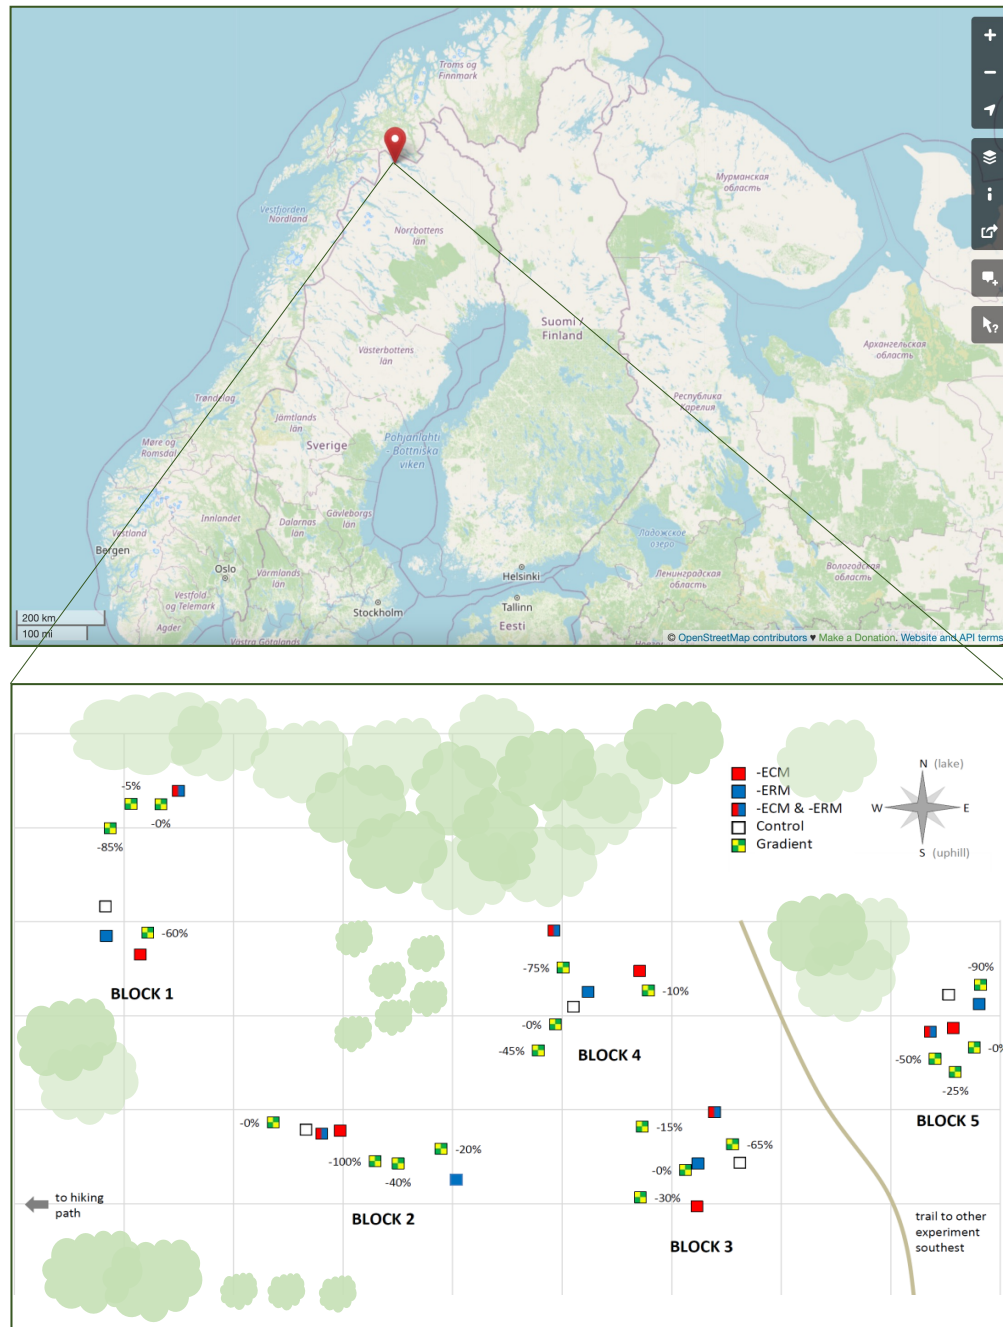 Troms og
Finnmark
Мурманская
область
Vestfjorden
Nordland
Norrbottens
län
Suomi /
Finland
Västerbottens
län
Архангельская
область
Trøndelag
Республика
Карелия
Jämtlands
län
Møre og
Romsdal
Sverige
Pohjanlahti
- Bottniska
viken
Innlandet
Dalarnas
län
Gävleborgs
län
Vestland
Bergen
Ладожское
озеро
Oslo
Värmlands
län
Helsinki
Ленинградская
область
Вологодская
область
Vestfold
og Telemark
Stockholm
Tallinn
Agder
Eesti
Västra Götalands
200 km
100 mi
© OpenStreetMap contributors ♥ Make a Donation. Website and API terms
-ECM
-ERM
-ECM & -ERM
Control
Gradient
N (lake)
W
E
S (uphill)
-5%
-0%
-85%
-60%
BLOCK 1
-75%
-10%
-0%
-45%
BLOCK 4
-90%
-0%
-50%
-25%
BLOCK 5
-0%
-20%
-100%
-40%
BLOCK 2
-15%
-65%
-0%
-30%
BLOCK 3
to hiking
path
trail to other
experiment
southest